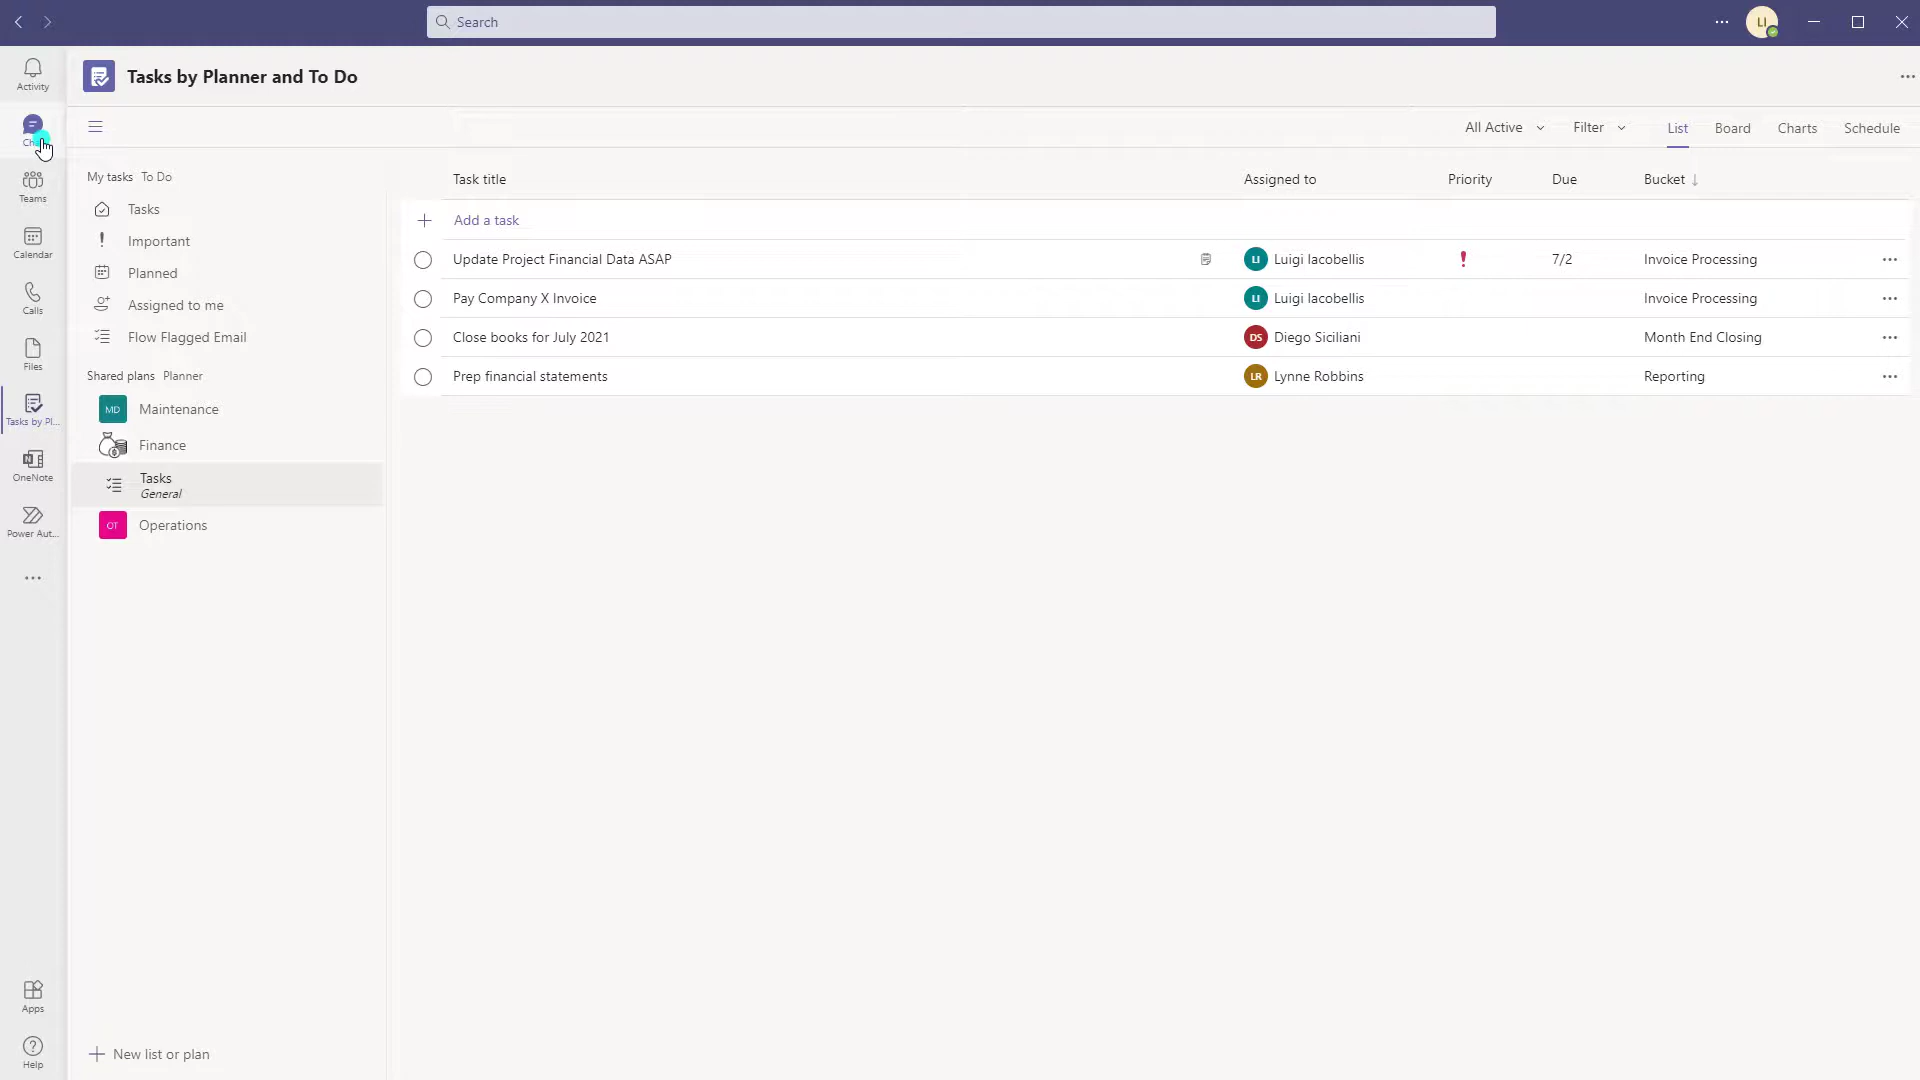 Search
LI
Activity
Teams
Calendar
Calls
Files
Tasks by Pl...
OneNote
Power Aut...
Apps
Help
Tasks by Planner and To Do
All Active
Filter
List
Board
Charts
Schedule
My tasks To Do
Tasks
Important
Planned
Assigned to me
Flow Flagged Email
Shared plans Planner
MD Maintenance
Finance
Tasks
General
OT Operations
New list or plan
Task title Assigned to Priority Due Bucket ↓
Add a task
Update Project Financial Data ASAP LI Luigi Iacobellis ! 7/2 Invoice Processing
Pay Company X Invoice LI Luigi Iacobellis Invoice Processing
Close books for July 2021 DS Diego Siciliani Month End Closing
Prep financial statements LR Lynne Robbins Reporting